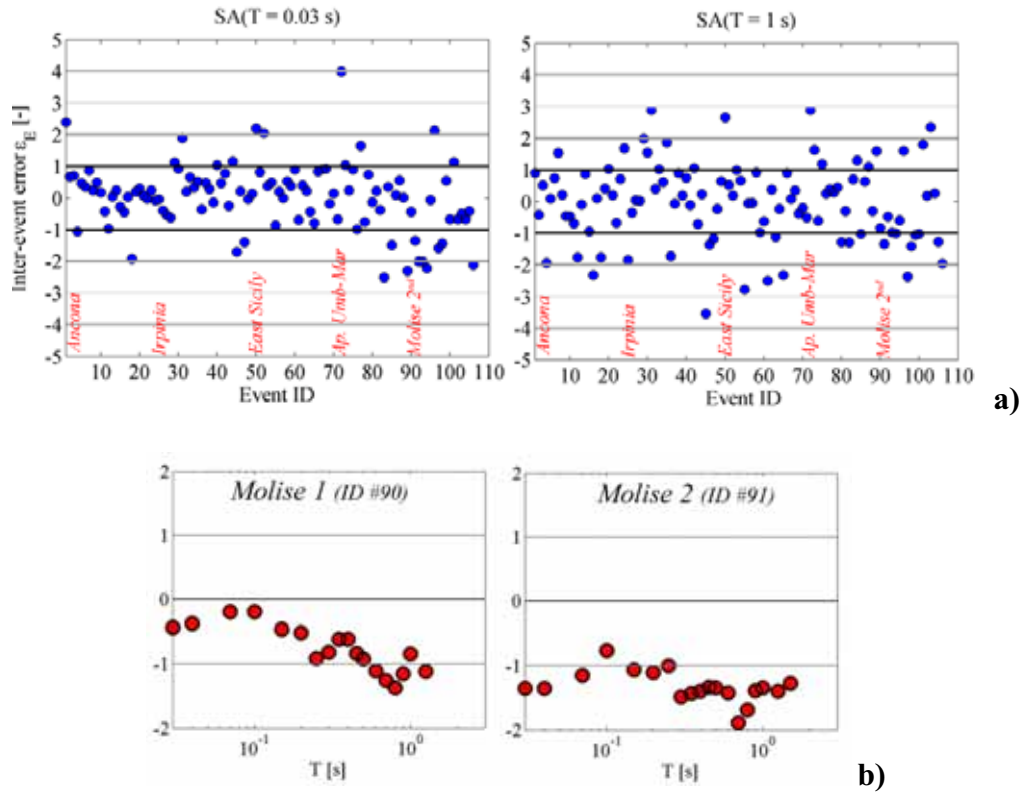 SA(T = 0.03 s)
SA(T = 1 s)
Inter-event error ε_E [-]
5
4
3
2
1
0
-1
-2
-3
-4
-5
Ancona
Irpinia
East Sicily
Ap. Umb-Mar
Molise 2nd
10 20 30 40 50 60 70 80 90 100 110
Event ID
5
4
3
2
1
0
-1
-2
-3
-4
-5
Ancona
Irpinia
East Sicily
Ap. Umb-Mar
Molise 2nd
10 20 30 40 50 60 70 80 90 100 110
Event ID
a)
Molise 1 (ID #90)
2
1
0
-1
-2
10⁻¹ 10⁰
T [s]
Molise 2 (ID #91)
2
1
0
-1
-2
10⁻¹ 10⁰
T [s]
b)